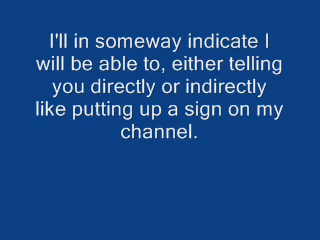 I'll in someway indicate I
will be able to, either telling
you directly or indirectly
like putting up a sign on my
channel.